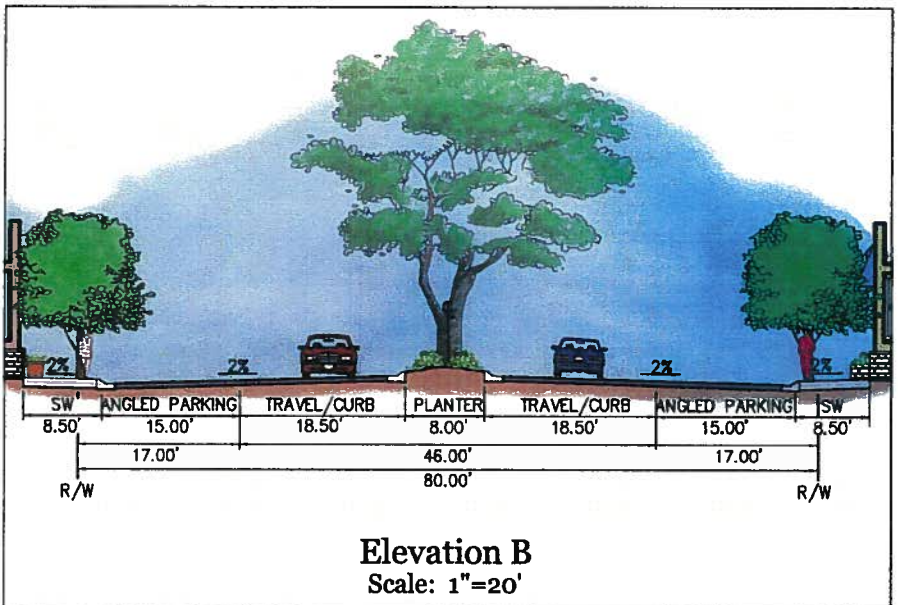 2% 2% 2% 2%
SW ANGLED PARKING TRAVEL/CURB PLANTER TRAVEL/CURB ANGLED PARKING SW
8.50' 15.00' 18.50' 8.00' 18.50' 15.00' 8.50'
17.00' 46.00' 17.00'
80.00'
R/W R/W
Elevation B
Scale: 1"=20'